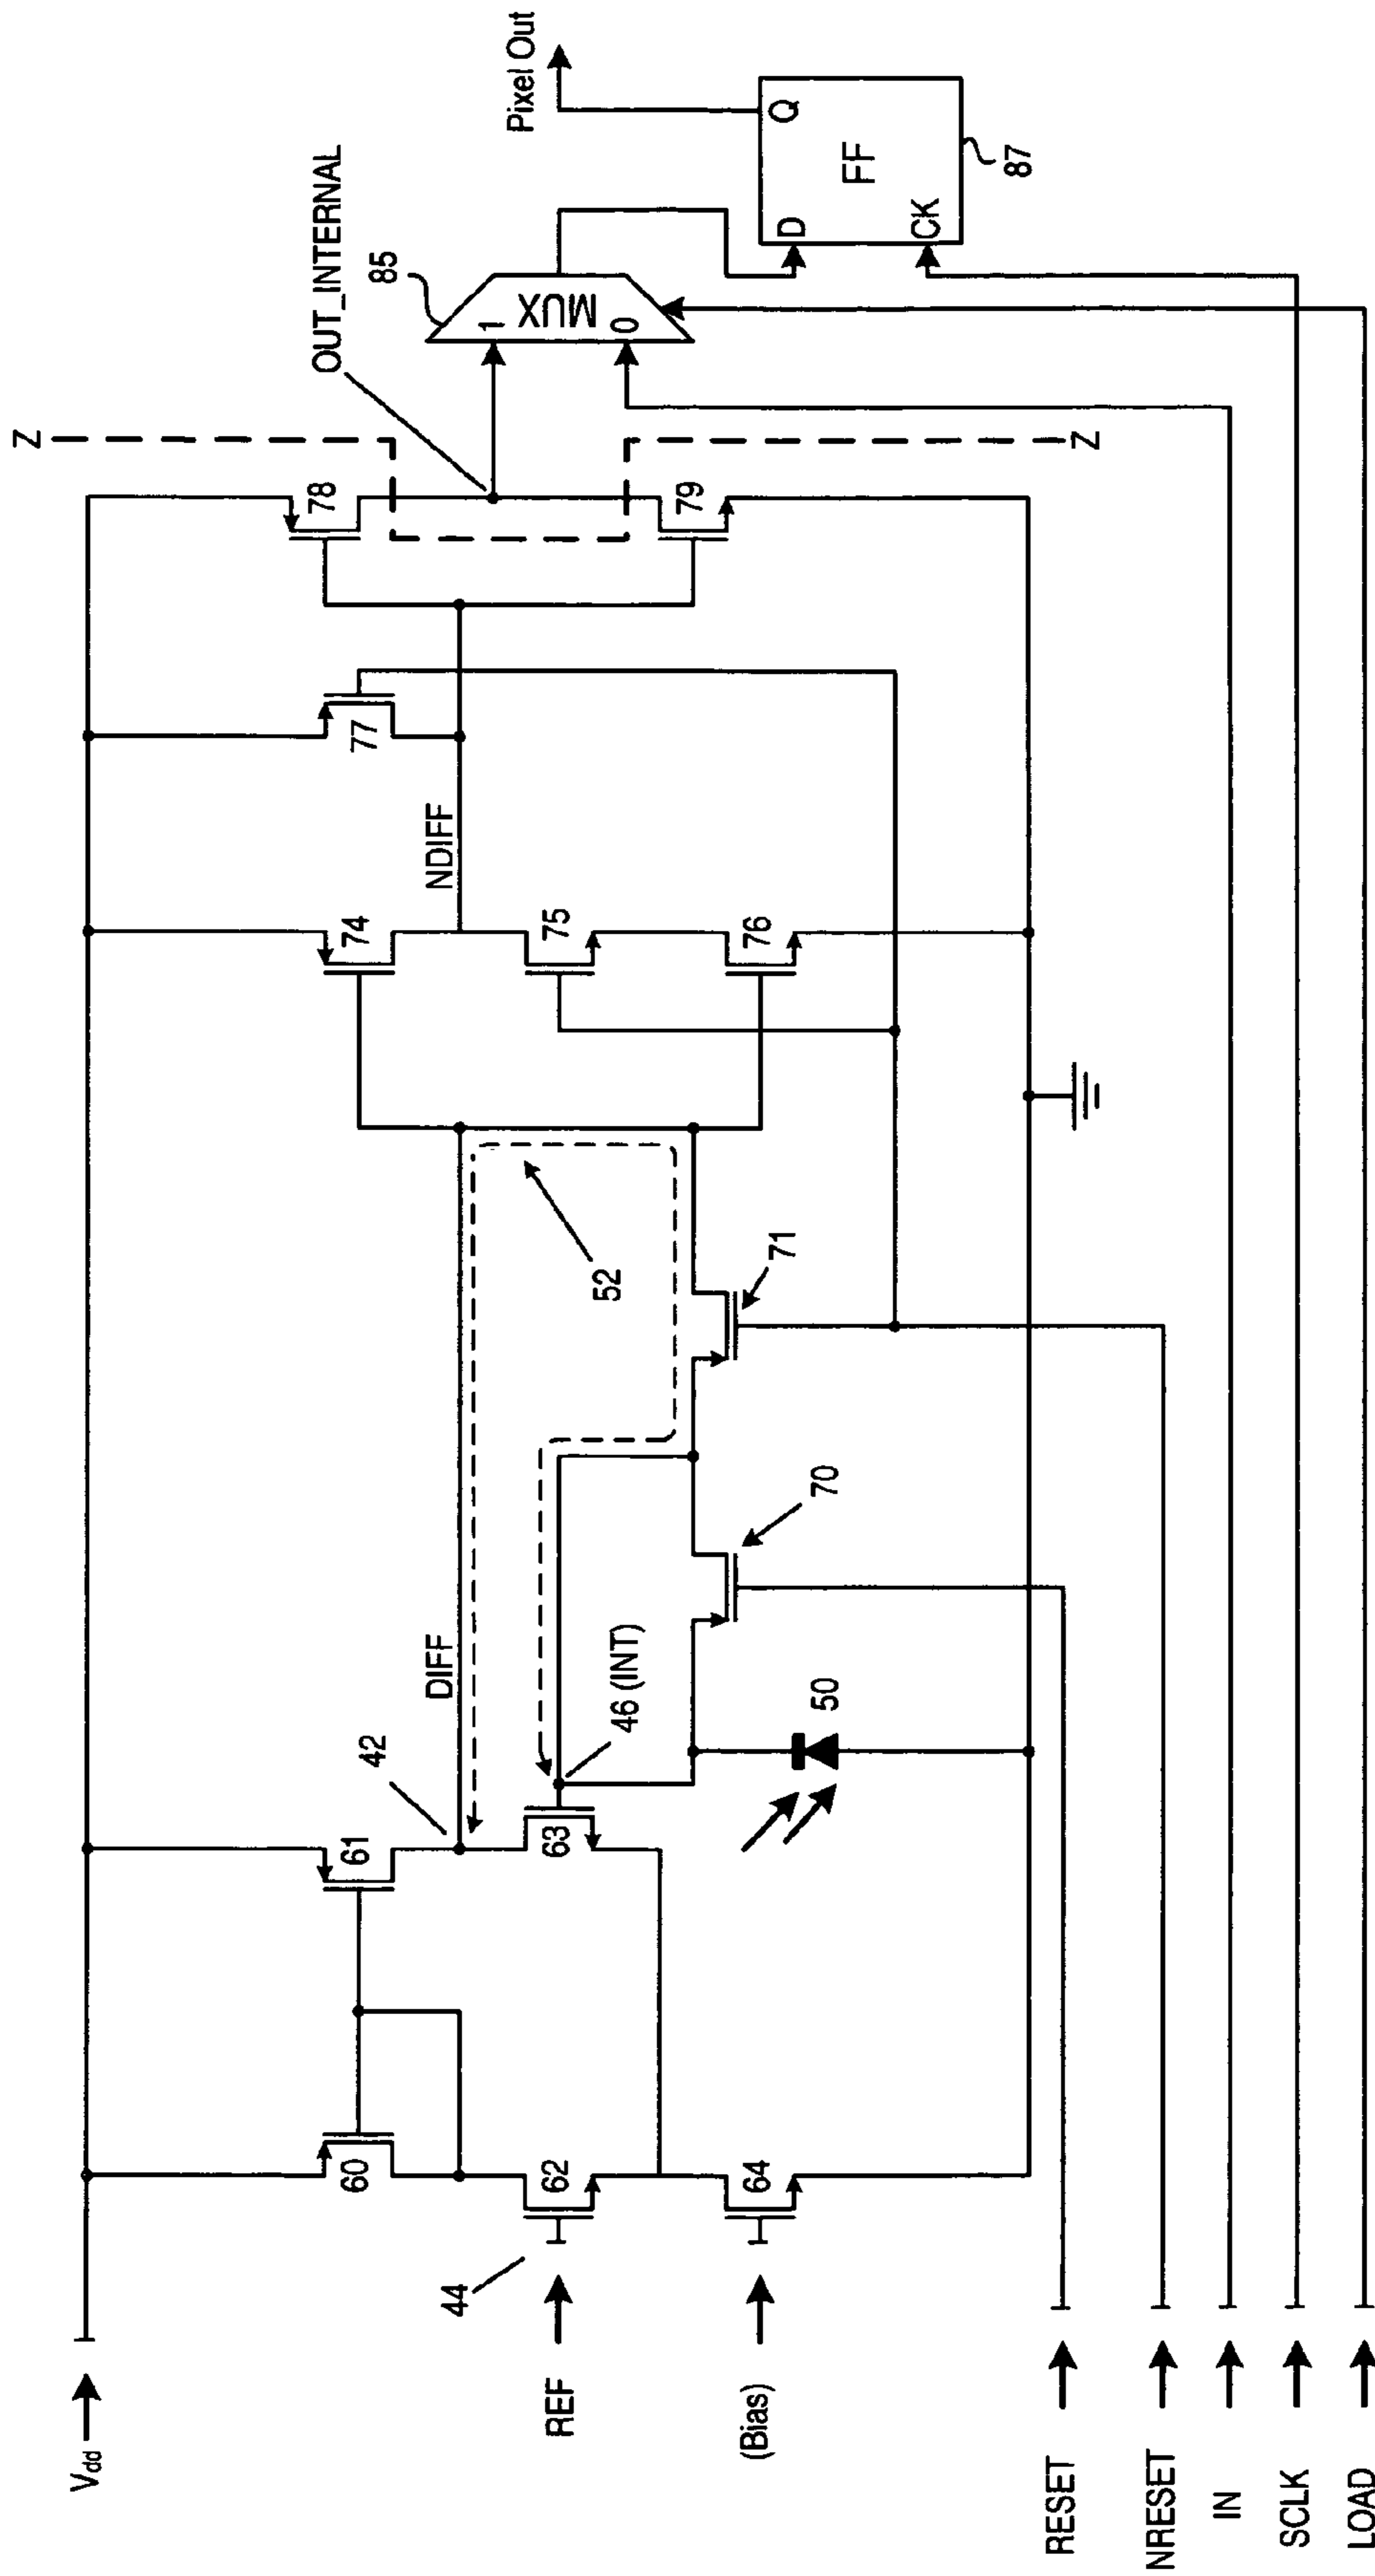 Vdd
44
REF
(Bias)
RESET
NRESET
IN
SCLK
LOAD
60
61
62
63
64
42
DIFF
46 (INT)
50
52
70
71
74
NDIFF
75
76
77
78
79
Z
Z
OUT_INTERNAL
85
1
MUX
0
Pixel Out
D
Q
FF
CK
87